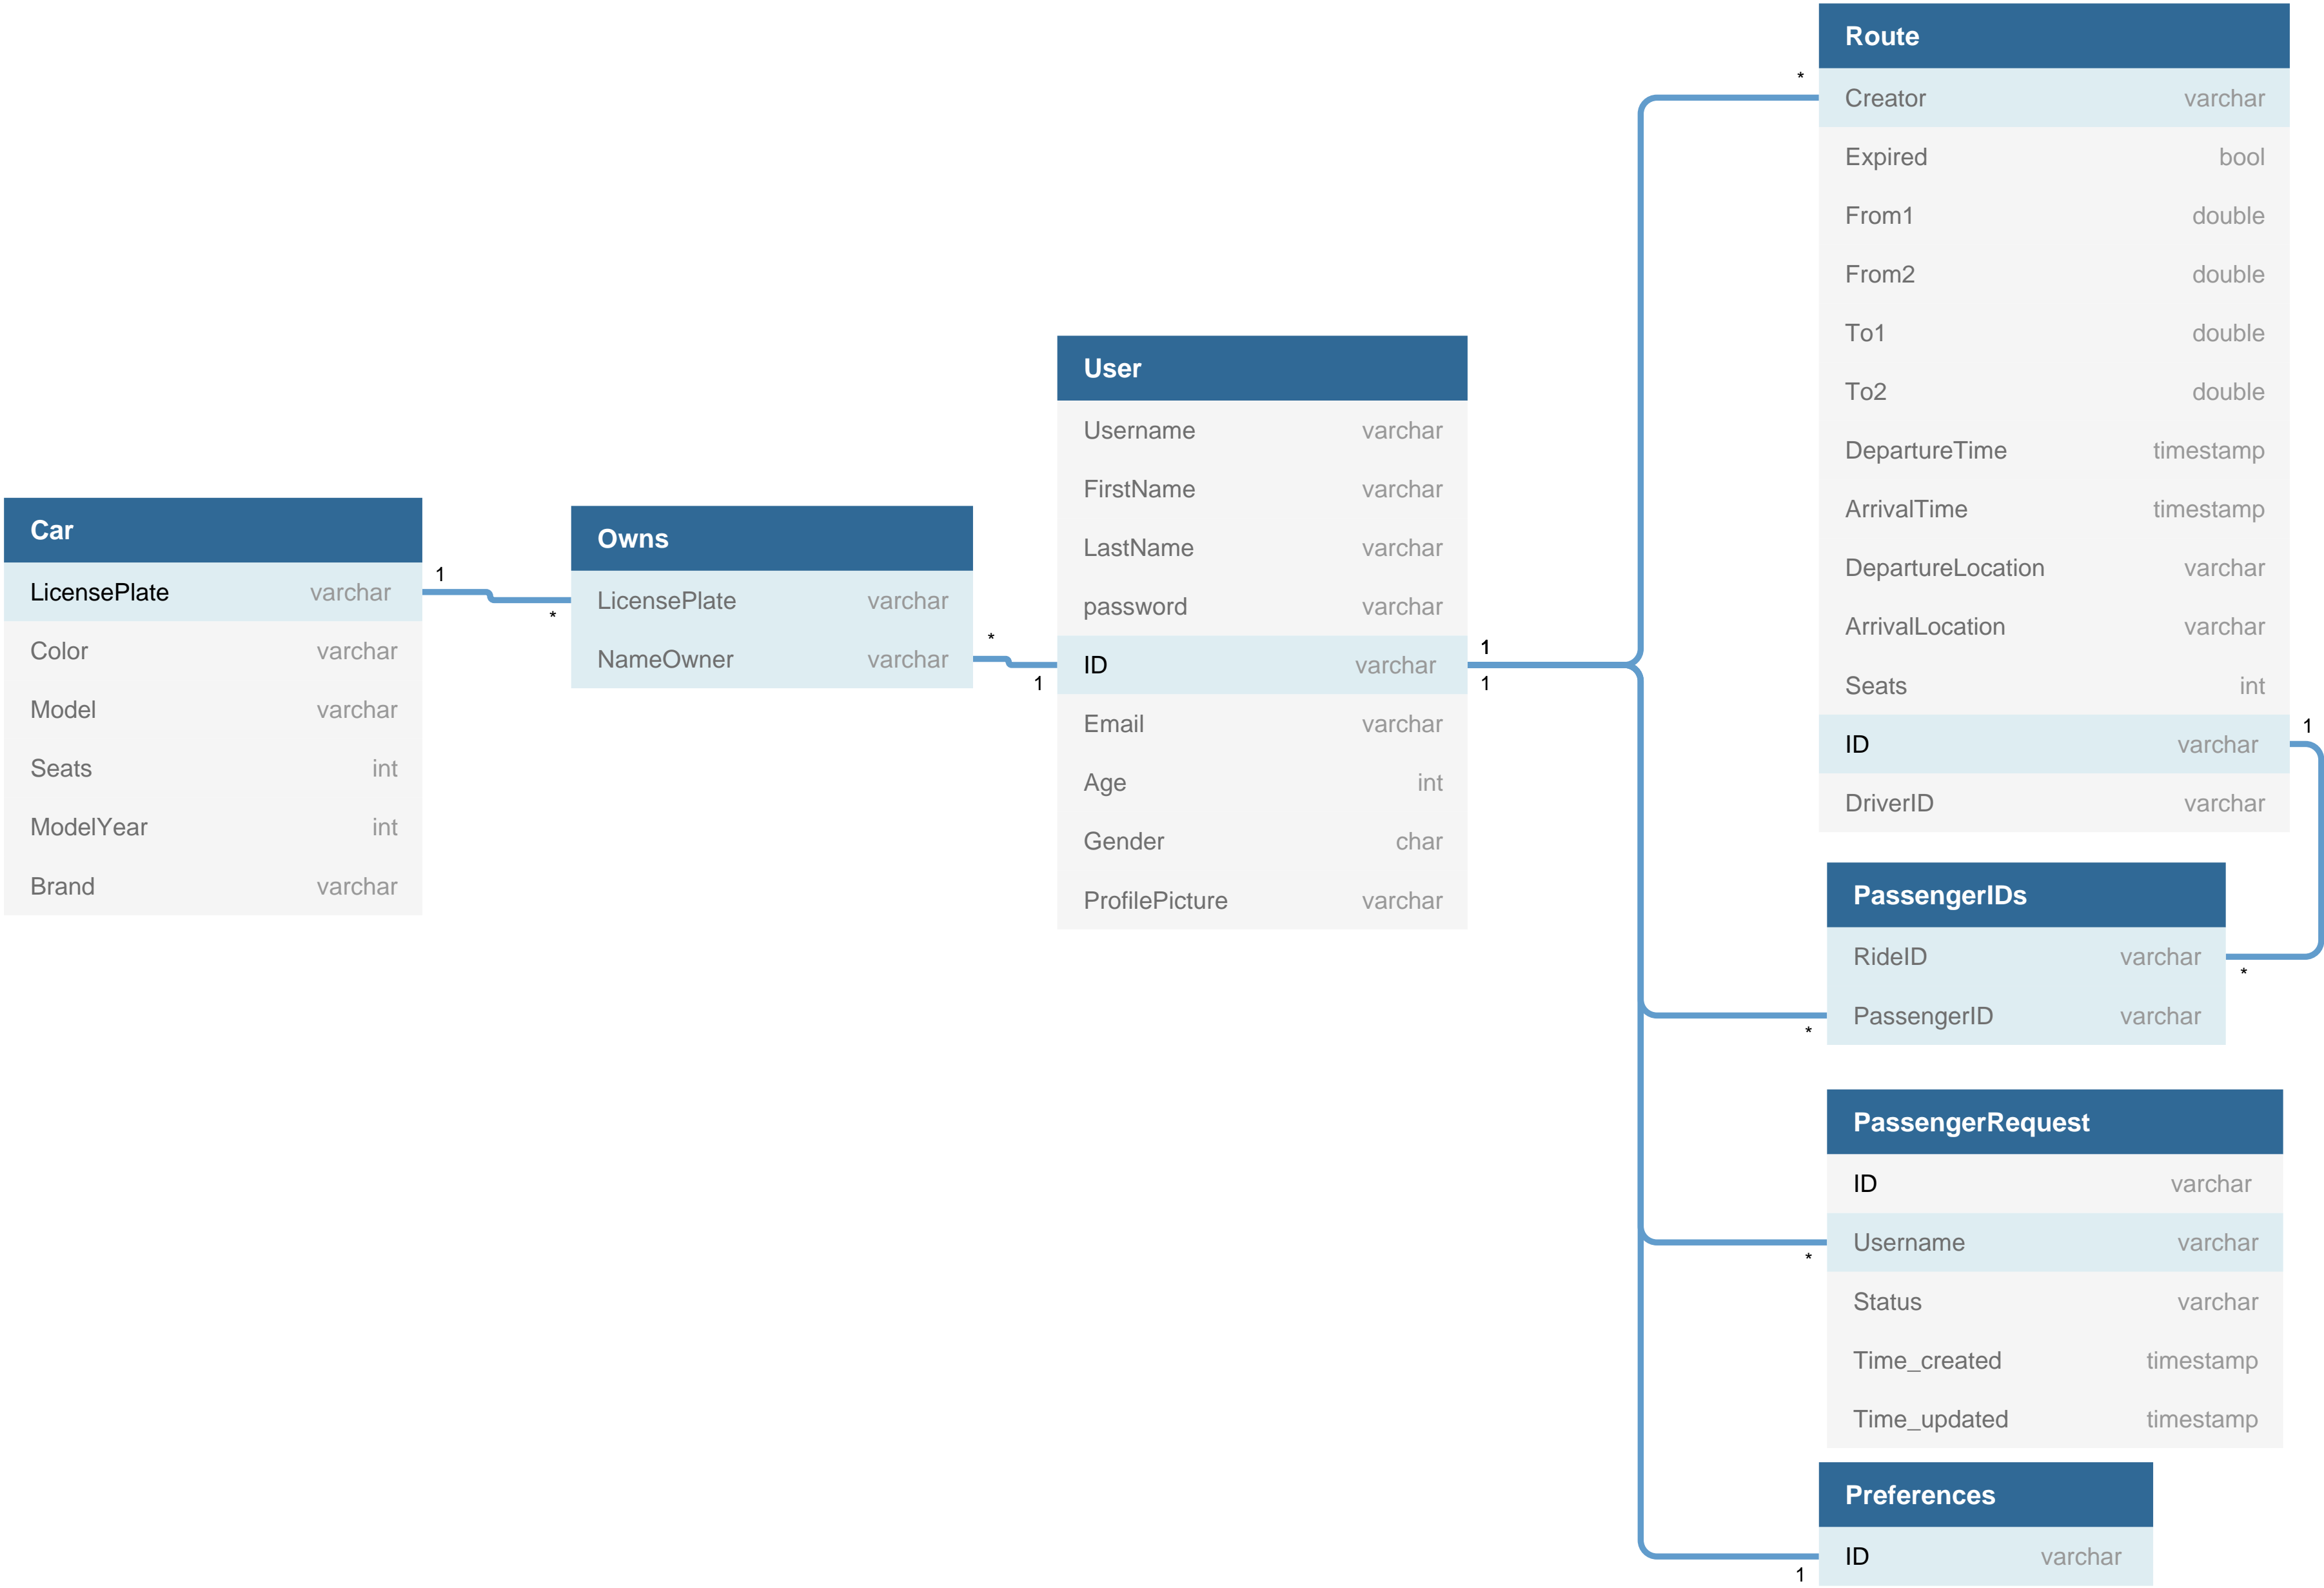 Car
LicensePlate varchar
Color varchar
Model varchar
Seats int
ModelYear int
Brand varchar
1
*
Owns
LicensePlate varchar
NameOwner varchar
*
1
User
Username varchar
FirstName varchar
LastName varchar
password varchar
ID varchar
Email varchar
Age int
Gender char
ProfilePicture varchar
1
1
*
Route
Creator varchar
Expired bool
From1 double
From2 double
To1 double
To2 double
DepartureTime timestamp
ArrivalTime timestamp
DepartureLocation varchar
ArrivalLocation varchar
Seats int
ID varchar
DriverID varchar
1
PassengerIDs
RideID varchar
PassengerID varchar
*
*
PassengerRequest
ID varchar
Username varchar
Status varchar
Time_created timestamp
Time_updated timestamp
*
Preferences
ID varchar
1